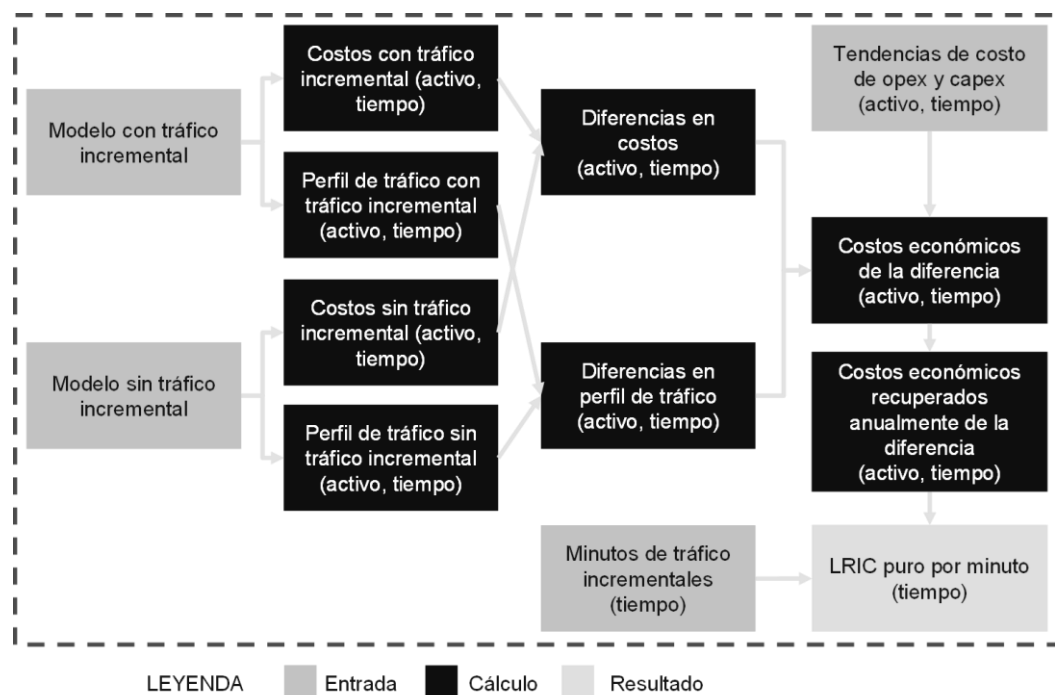 Modelo con tráfico
incremental
Modelo sin tráfico
incremental
Costos con tráfico
incremental (activo,
tiempo)
Perfil de tráfico con
tráfico incremental
(activo, tiempo)
Costos sin tráfico
incremental (activo,
tiempo)
Perfil de tráfico sin
tráfico incremental
(activo, tiempo)
Diferencias en
costos
(activo, tiempo)
Diferencias en
perfil de tráfico
(activo, tiempo)
Minutos de tráfico
incrementales
(tiempo)
Tendencias de costo
de opex y capex
(activo, tiempo)
Costos económicos
de la diferencia
(activo, tiempo)
Costos económicos
recuperados
anualmente de la
diferencia
(activo, tiempo)
LRIC puro por minuto
(tiempo)
LEYENDA Entrada Cálculo Resultado